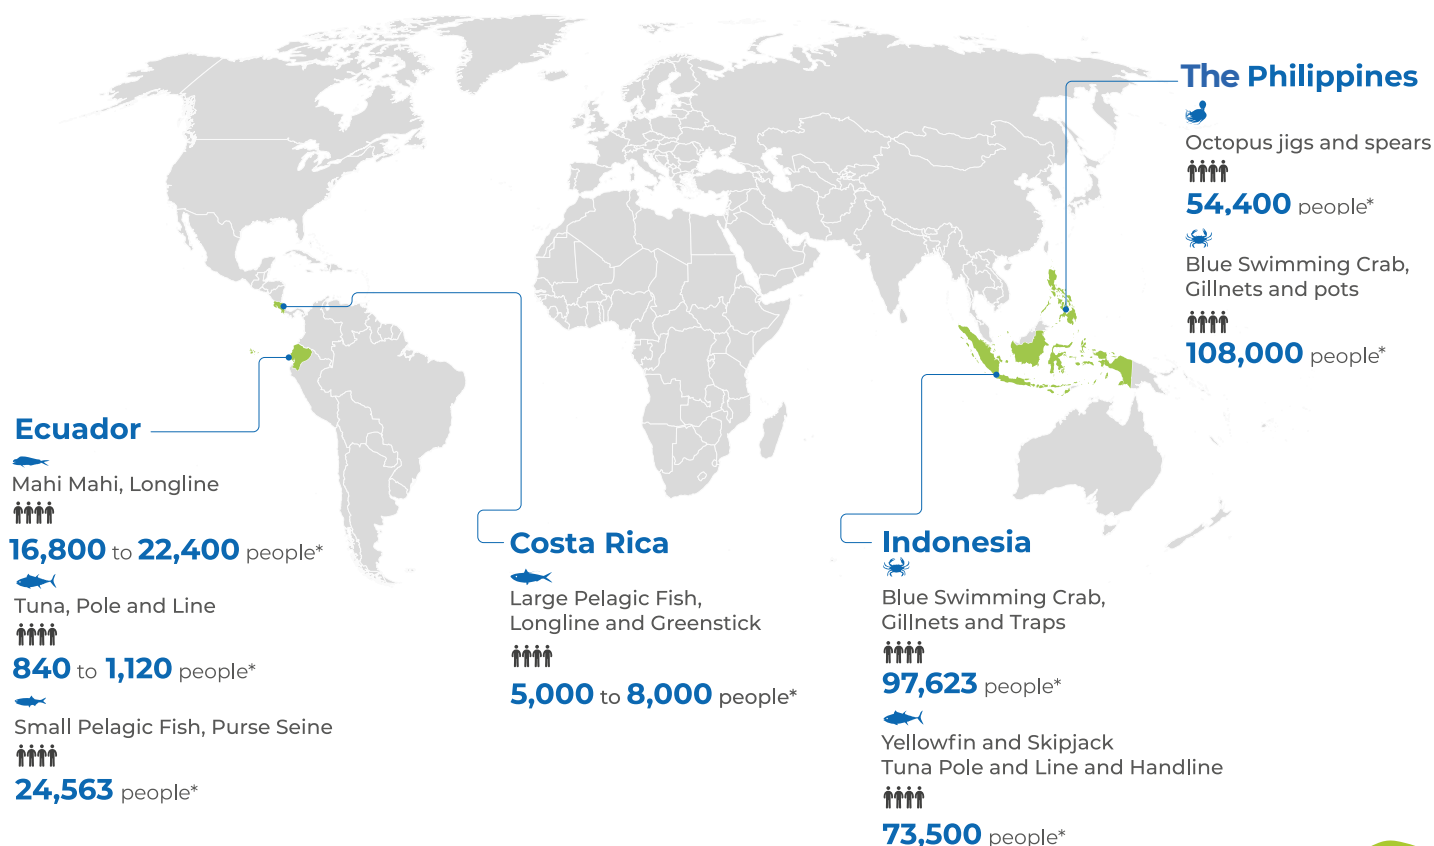 The Philippines
Octopus jigs and spears
54,400 people*
Blue Swimming Crab,
Gillnets and pots
108,000 people*
Ecuador
Mahi Mahi, Longline
16,800 to 22,400 people*
Tuna, Pole and Line
840 to 1,120 people*
Small Pelagic Fish, Purse Seine
24,563 people*
Costa Rica
Large Pelagic Fish,
Longline and Greenstick
5,000 to 8,000 people*
Indonesia
Blue Swimming Crab,
Gillnets and Traps
97,623 people*
Yellowfin and Skipjack
Tuna Pole and Line and Handline
73,500 people*